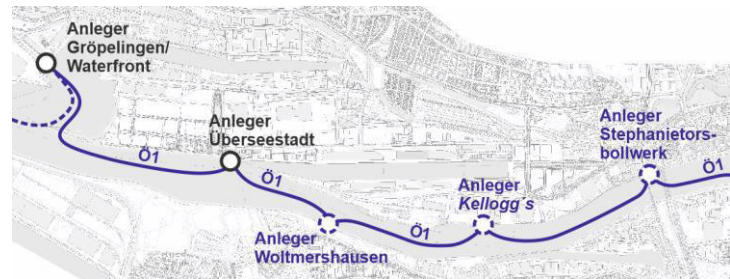 Anleger
Gröpelingen/
Waterfront
Anleger
Überseestadt
Anleger
Stephanietors-
bollwerk
Ö1
Ö1
Anleger
Kellogg´s
Ö1
Anleger
Woltmershausen
Ö1